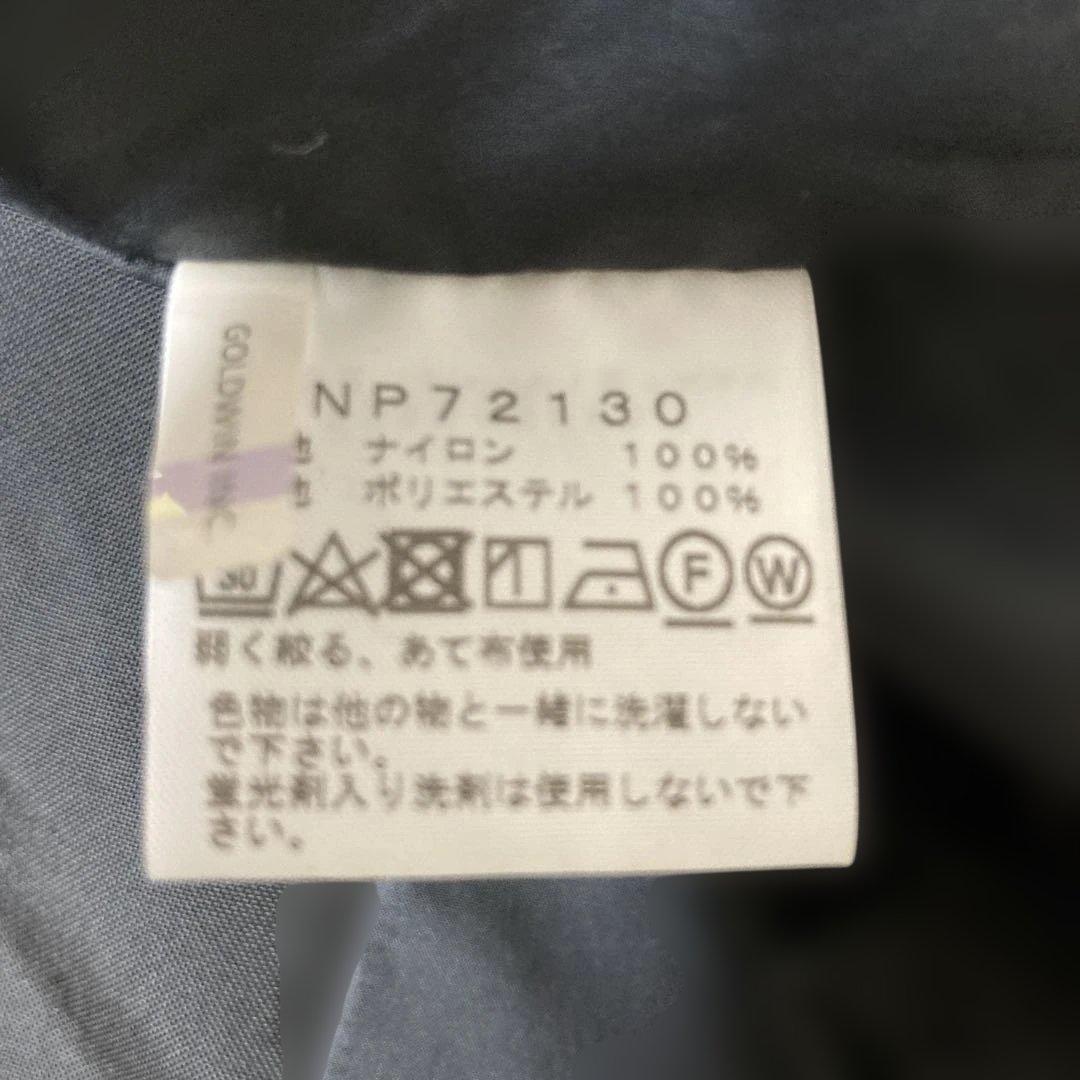 GOLDWIN INC
NP72130
ナイロン 100%
ポリエステル 100%
30
F W
弱く絞る、あて布使用
色物は他の物と一緒に洗濯しない
で下さい。
蛍光剤入り洗剤は使用しないで下
さい。